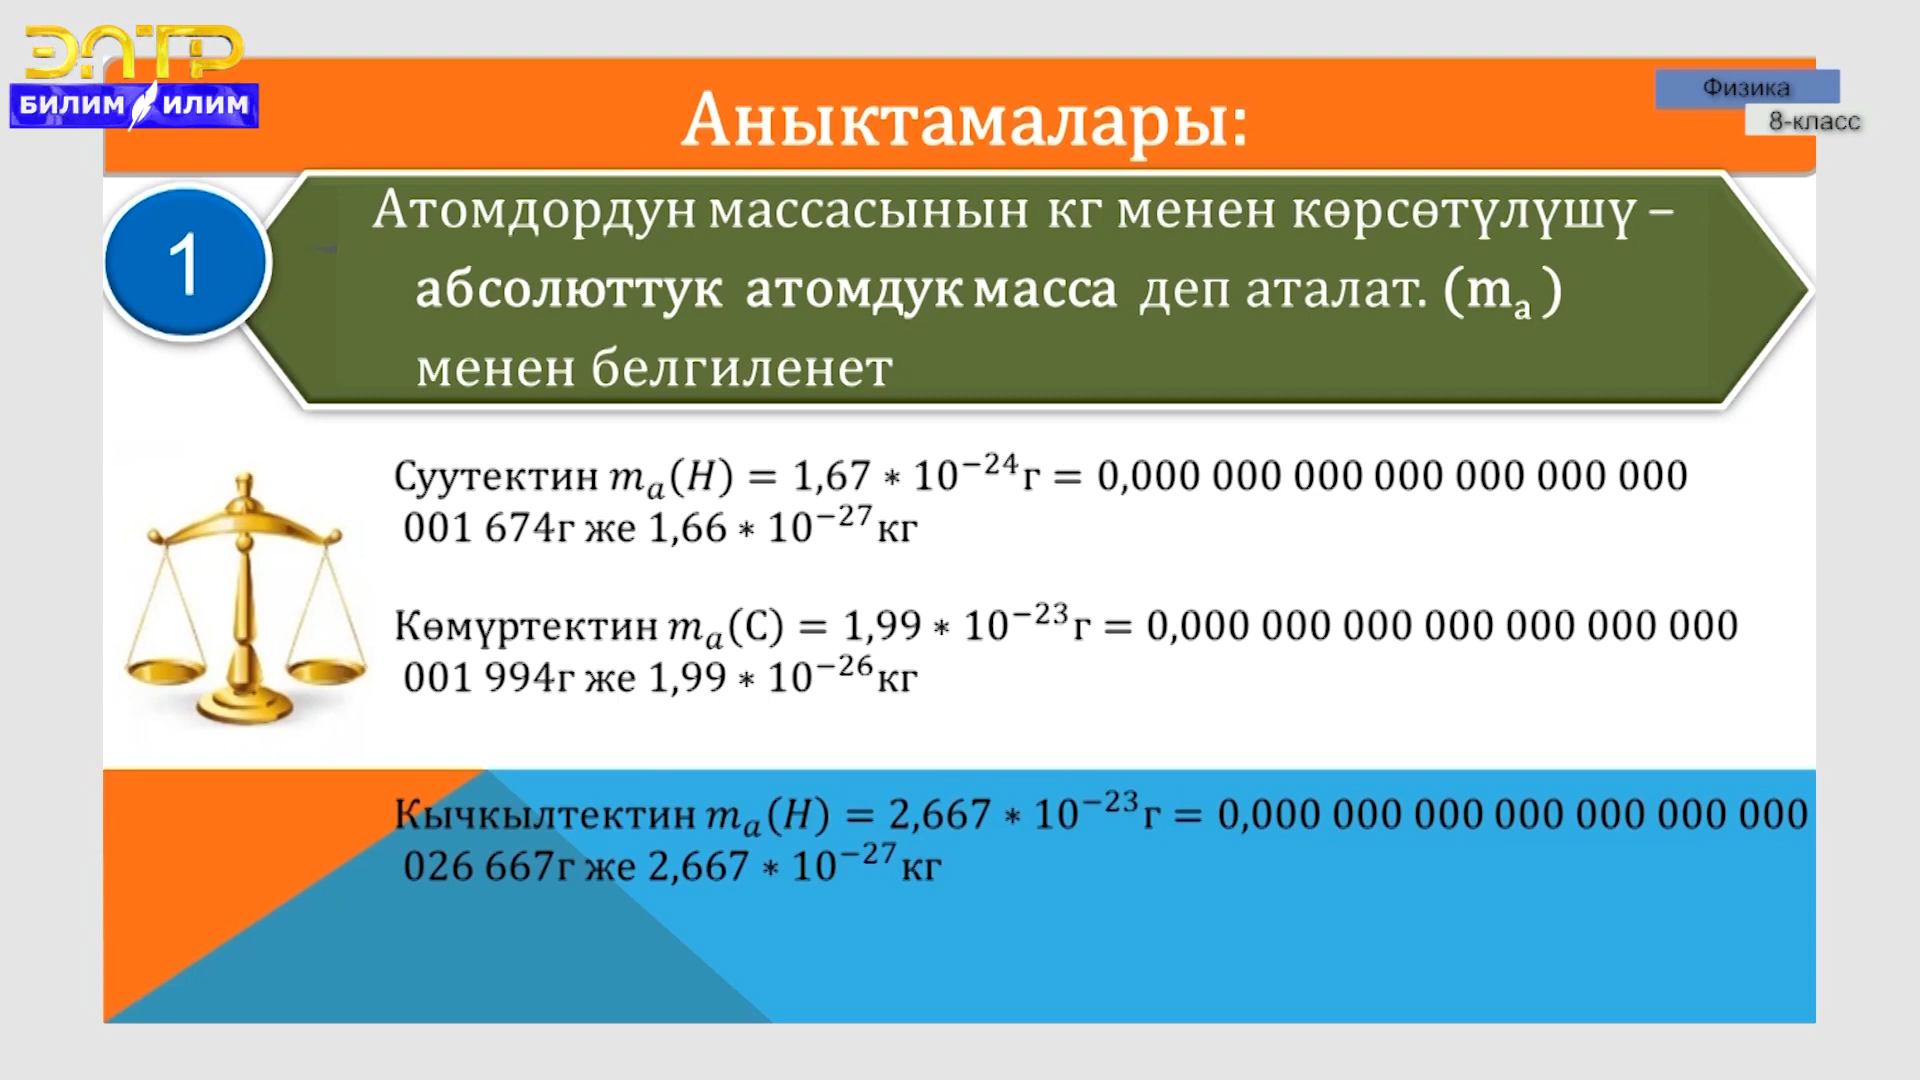 ЭЛТР
БИЛИМ ИЛИМ
Физика
8-класс
Аныктамалары:
1
Атомдордун массасынын кг менен көрсөтүлүшү –
абсолюттук атомдук масса деп аталат. (mₐ)
менен белгиленет
Суутектин mₐ(H) = 1,67 ∗ 10⁻²⁴г = 0,000 000 000 000 000 000 000
001 674г же 1,66 ∗ 10⁻²⁷кг
Көмүртектин mₐ(C) = 1,99 ∗ 10⁻²³г = 0,000 000 000 000 000 000 000
001 994г же 1,99 ∗ 10⁻²⁶кг
Кычкылтектин mₐ(H) = 2,667 ∗ 10⁻²³г = 0,000 000 000 000 000 000 000
026 667г же 2,667 ∗ 10⁻²⁷кг